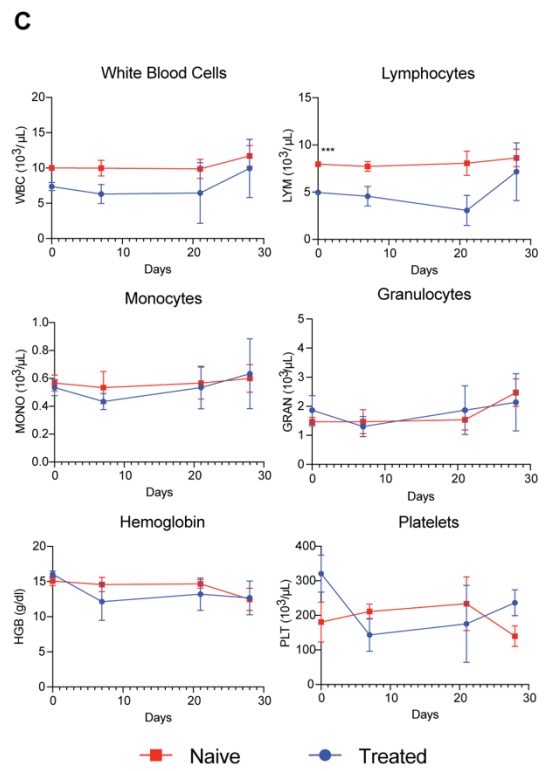 C
White Blood Cells
WBC (10³/µL)
20
15
10
5
0
0 10 20 30
Days
Lymphocytes
LYM (10³/µL)
15
10
5
0
***
0 10 20 30
Days
Monocytes
MONO (10³/µL)
1.0
0.8
0.6
0.4
0.2
0.0
0 10 20 30
Days
Granulocytes
GRAN (10³/µL)
5
4
3
2
1
0
0 10 20 30
Days
Hemoglobin
HGB (g/dl)
20
15
10
5
0
0 10 20 30
Days
Platelets
PLT (10³/µL)
400
300
200
100
0
0 10 20 30
Days
Naive Treated